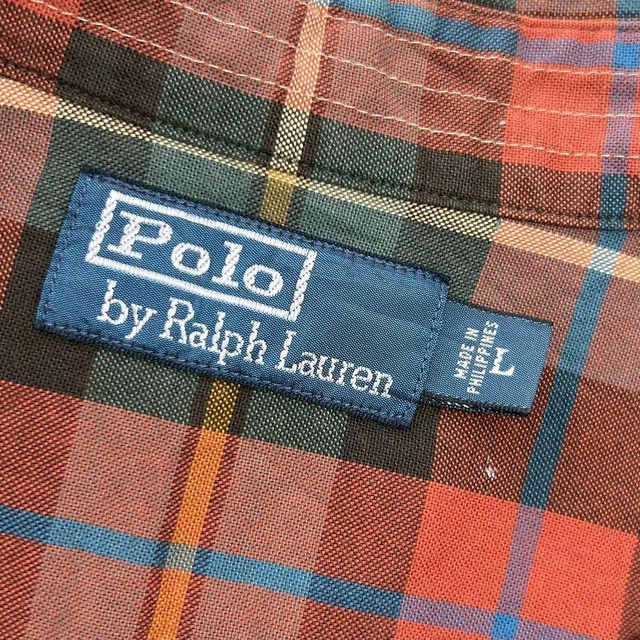 Polo
by Ralph Lauren
MADE IN
PHILIPPINES
L